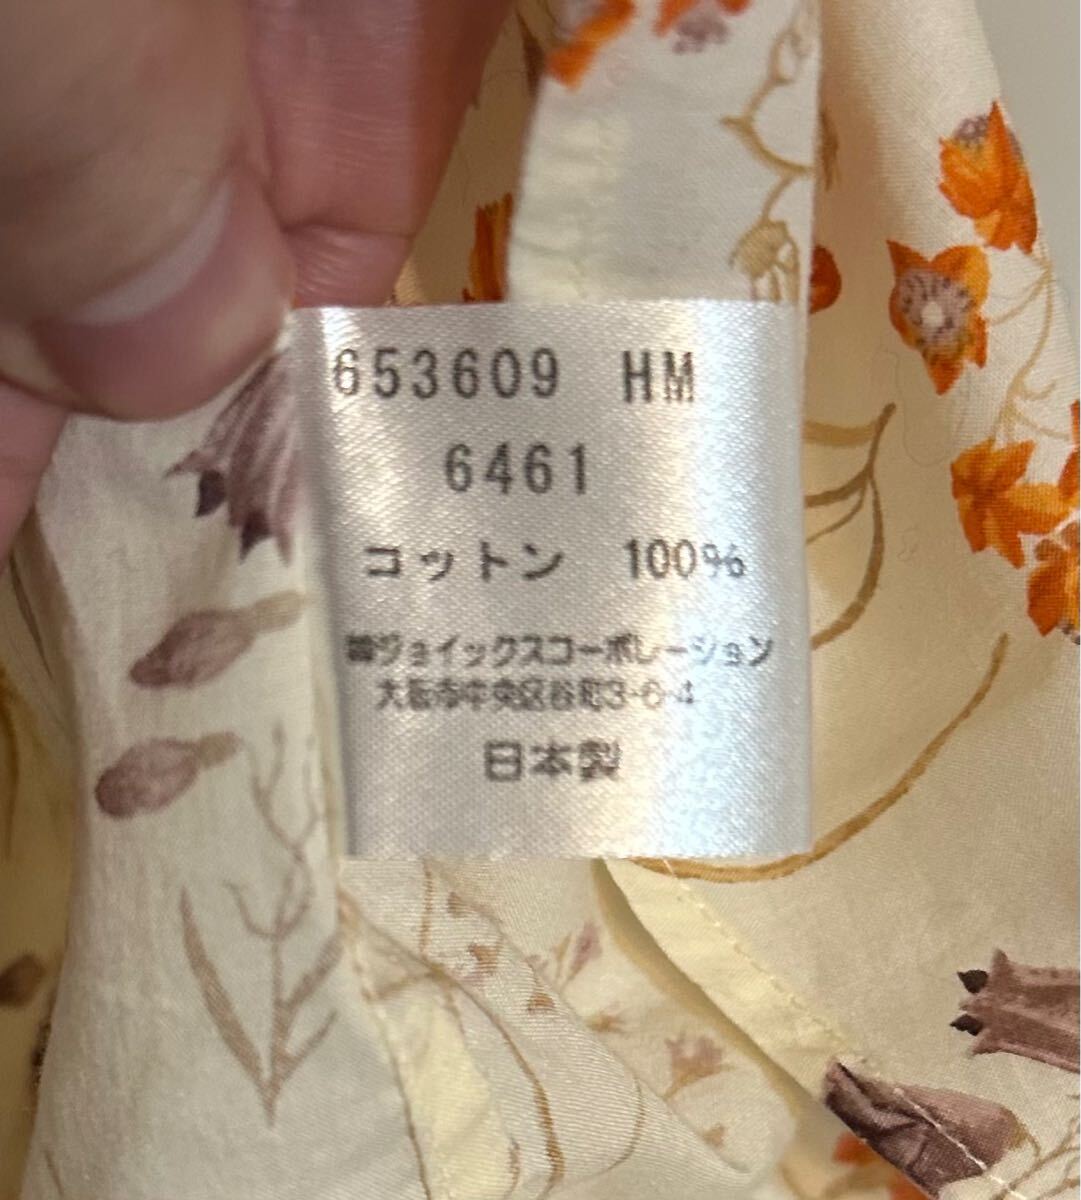 653609 HM
6461
コットン 100%
㈱ジョイックスコーポレーション
大阪市中央区谷町3-6-4
日本製